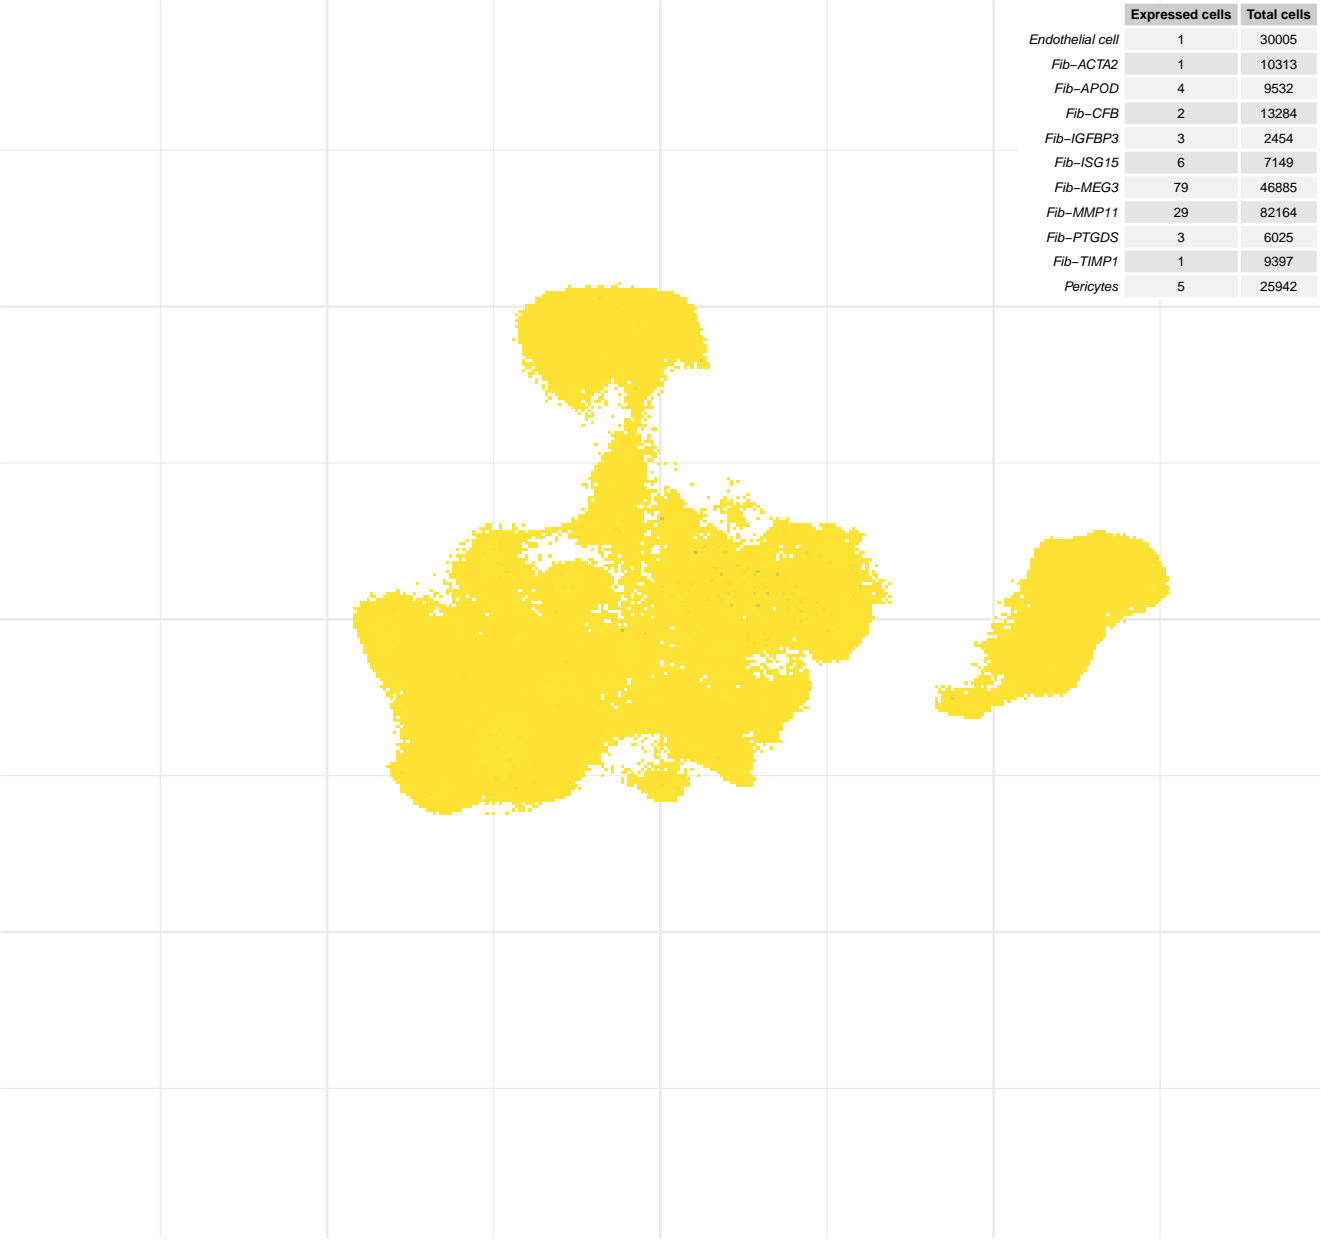 Expressed cells Total cells
Endothelial cell 1 30005
Fib−ACTA2 1 10313
Fib−APOD 4 9532
Fib−CFB 2 13284
Fib−IGFBP3 3 2454
Fib−ISG15 6 7149
Fib−MEG3 79 46885
Fib−MMP11 29 82164
Fib−PTGDS 3 6025
Fib−TIMP1 1 9397
Pericytes 5 25942